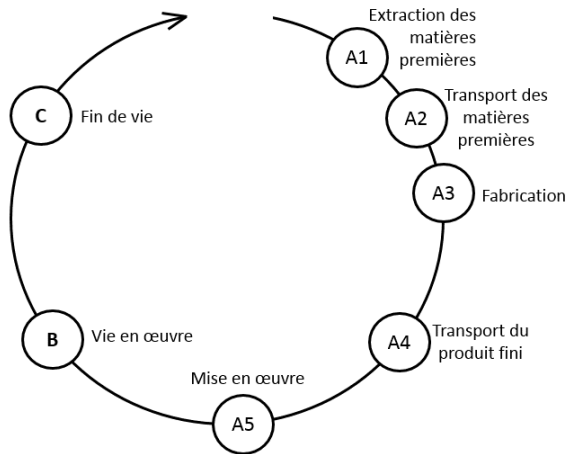 Extraction des
matières
premières
A1
Transport des
matières
premières
A2
A3
Fabrication
A4
Transport du
produit fini
Mise en œuvre
A5
B
Vie en œuvre
C
Fin de vie